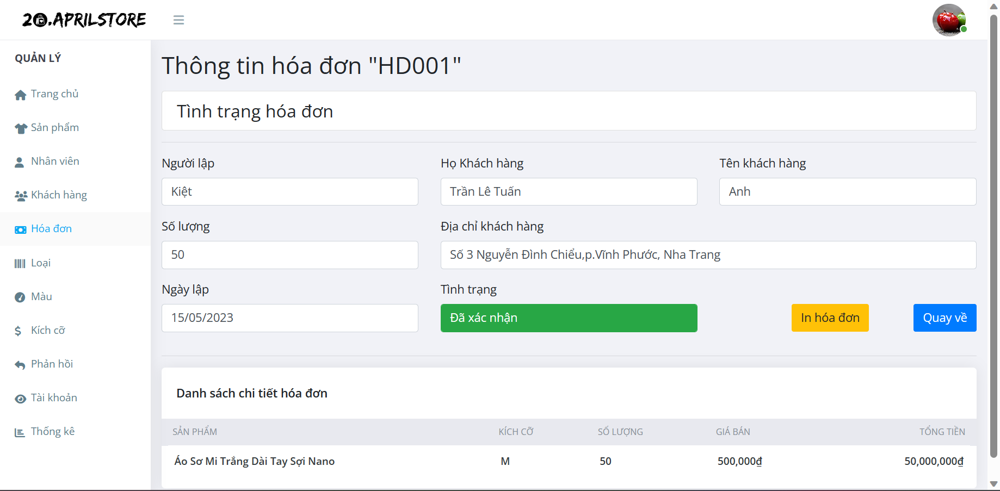 20.APRILSTORE
QUẢN LÝ
Trang chủ
Sản phẩm
Nhân viên
Khách hàng
Hóa đơn
Loại
Màu
Kích cỡ
Phản hồi
Tài khoản
Thống kê
Thông tin hóa đơn "HD001"
Tình trạng hóa đơn
Người lập
Họ Khách hàng
Tên khách hàng
Kiệt
Trần Lê Tuấn
Anh
Số lượng
Địa chỉ khách hàng
50
Số 3 Nguyễn Đình Chiểu,p.Vĩnh Phước, Nha Trang
Ngày lập
Tình trạng
15/05/2023
Đã xác nhận
In hóa đơn
Quay về
Danh sách chi tiết hóa đơn
SẢN PHẨM KÍCH CỠ SỐ LƯỢNG GIÁ BÁN TỔNG TIỀN
Áo Sơ Mi Trắng Dài Tay Sợi Nano M 50 500,000₫ 50,000,000₫